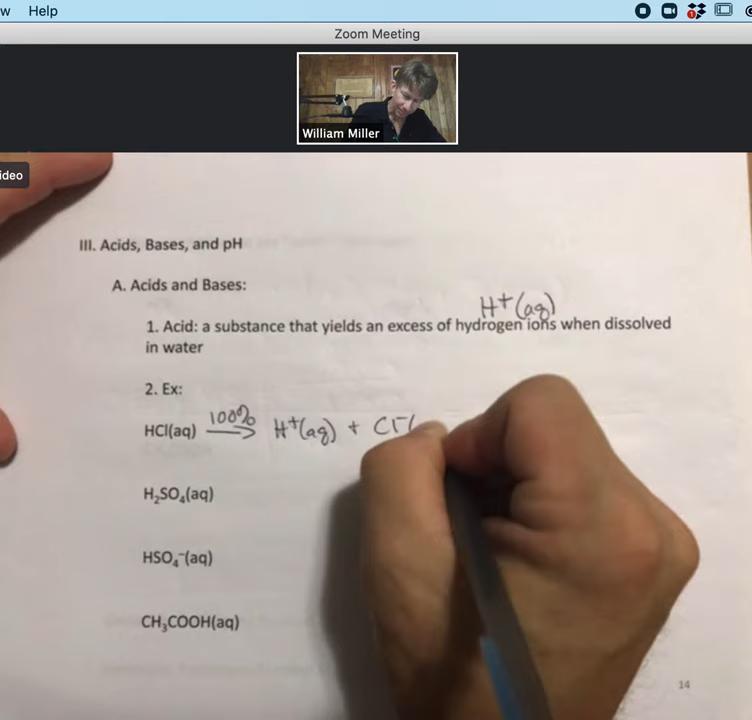 w Help
Zoom Meeting
William Miller
ideo
III. Acids, Bases, and pH
A. Acids and Bases:
H⁺(aq)
1. Acid: a substance that yields an excess of hydrogen ions when dissolved
in water
2. Ex:
HCl(aq) 100% → H⁺(aq) + Cl⁻(
H₂SO₄(aq)
HSO₄⁻(aq)
CH₃COOH(aq)
14